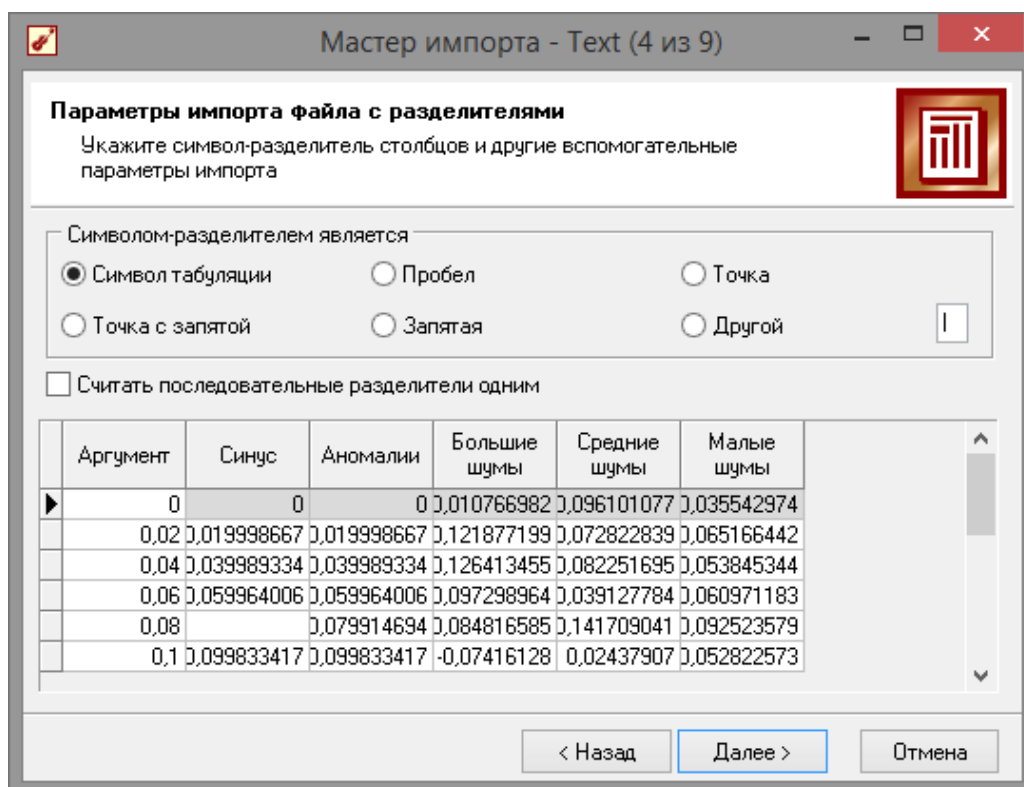 Мастер импорта - Text (4 из 9)
Параметры импорта файла с разделителями
Укажите символ-разделитель столбцов и другие вспомогательные
параметры импорта
Символом-разделителем является
Символ табуляции Пробел Точка
Точка с запятой Запятая Другой |
Считать последовательные разделители одним
Аргумент Синус Аномалии Большие шумы Средние шумы Малые шумы
0 0 0 0,010766982 0,096101077 0,035542974
0,02 0,019998667 0,019998667 0,121877199 0,072822839 0,065166442
0,04 0,039989334 0,039989334 0,126413455 0,082251695 0,053845344
0,06 0,059964006 0,059964006 0,097298964 0,039127784 0,060971183
0,08 0,079914694 0,084816585 0,141709041 0,092523579
0,1 0,099833417 0,099833417 -0,07416128 0,02437907 0,052822573
< Назад Далее > Отмена